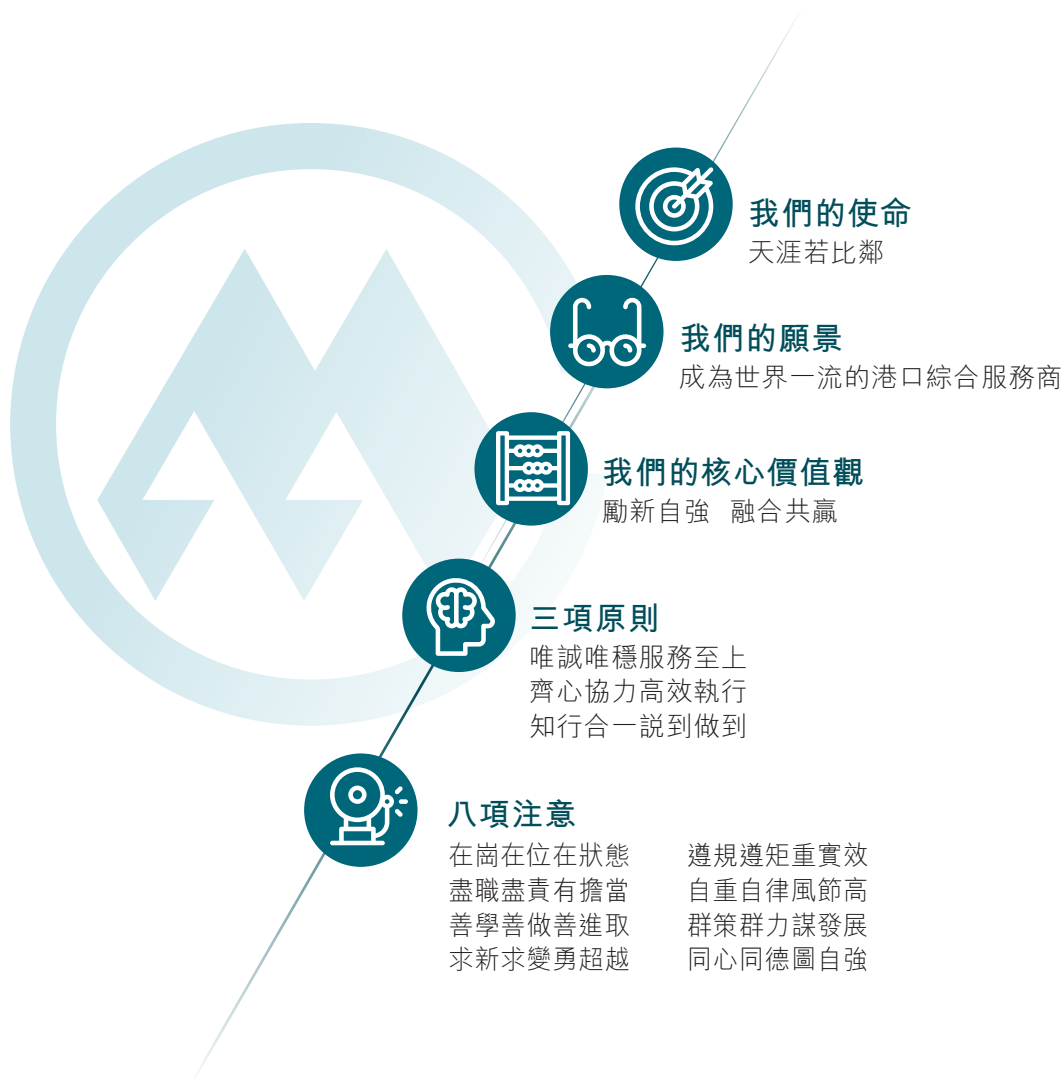 我們的使命
天涯若比鄰
我們的願景
成為世界一流的港口綜合服務商
我們的核心價值觀
勵新自強 融合共贏
三項原則
唯誠唯穩服務至上
齊心協力高效執行
知行合一説到做到
八項注意
在崗在位在狀態
盡職盡責有擔當
善學善做善進取
求新求變勇超越
遵規遵矩重實效
自重自律風節高
群策群力謀發展
同心同德圖自強